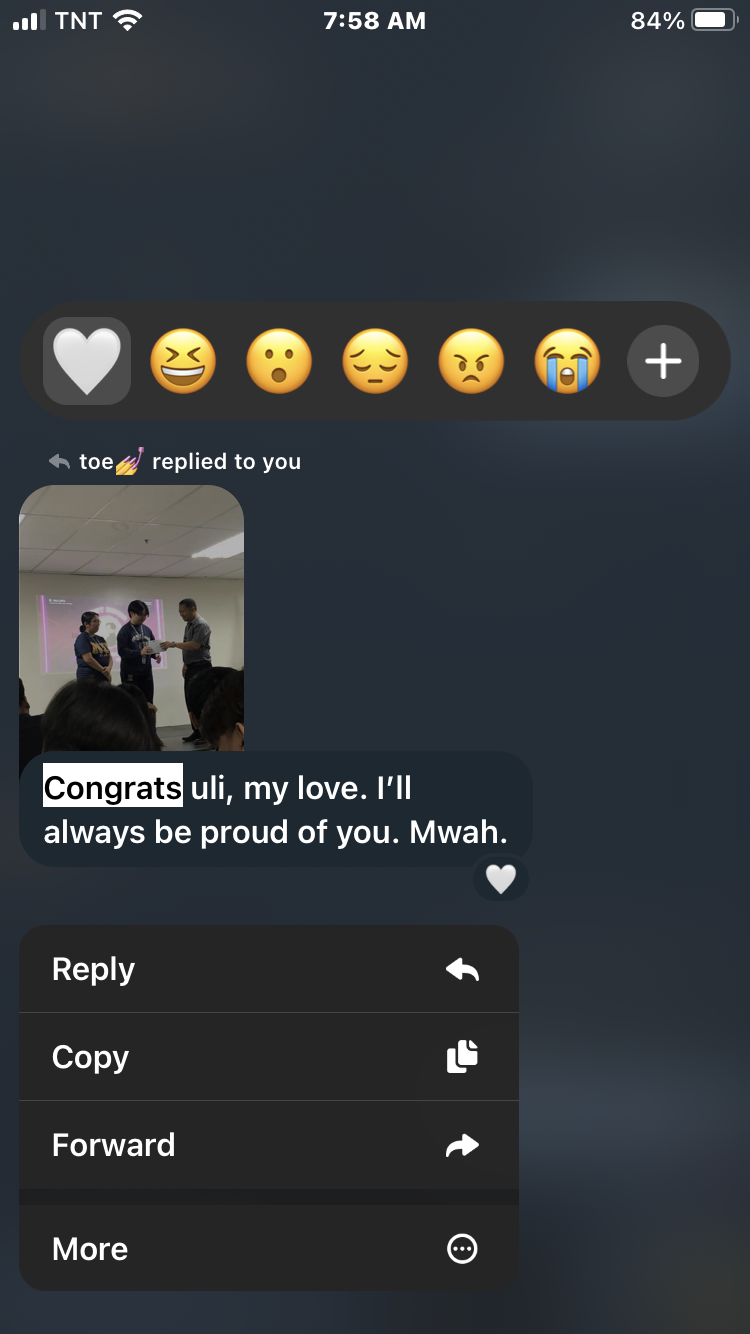 TNT 7:58 AM 84%
toe💅 replied to you
Congrats uli, my love. I’ll
always be proud of you. Mwah.
Reply
Copy
Forward
More